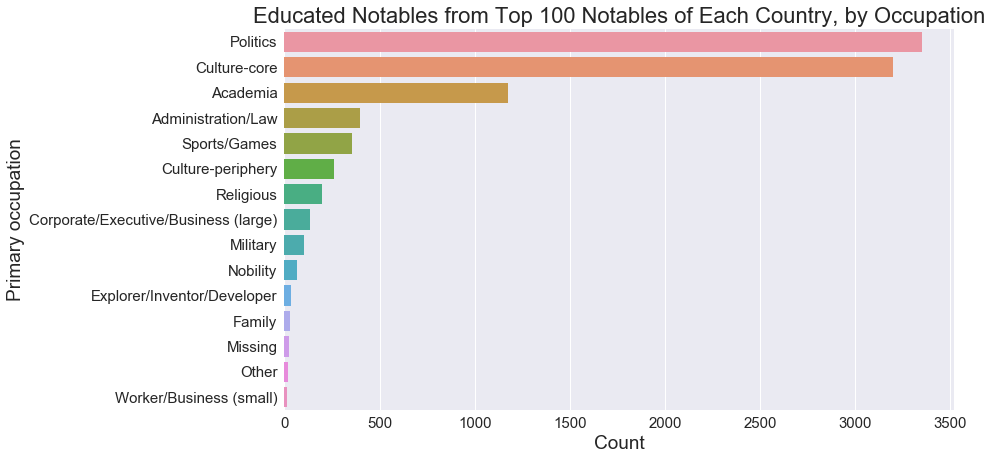 Educated Notables from Top 100 Notables of Each Country, by Occupation
Primary occupation
Politics
Culture-core
Academia
Administration/Law
Sports/Games
Culture-periphery
Religious
Corporate/Executive/Business (large)
Military
Nobility
Explorer/Inventor/Developer
Family
Missing
Other
Worker/Business (small)
0 500 1000 1500 2000 2500 3000 3500
Count